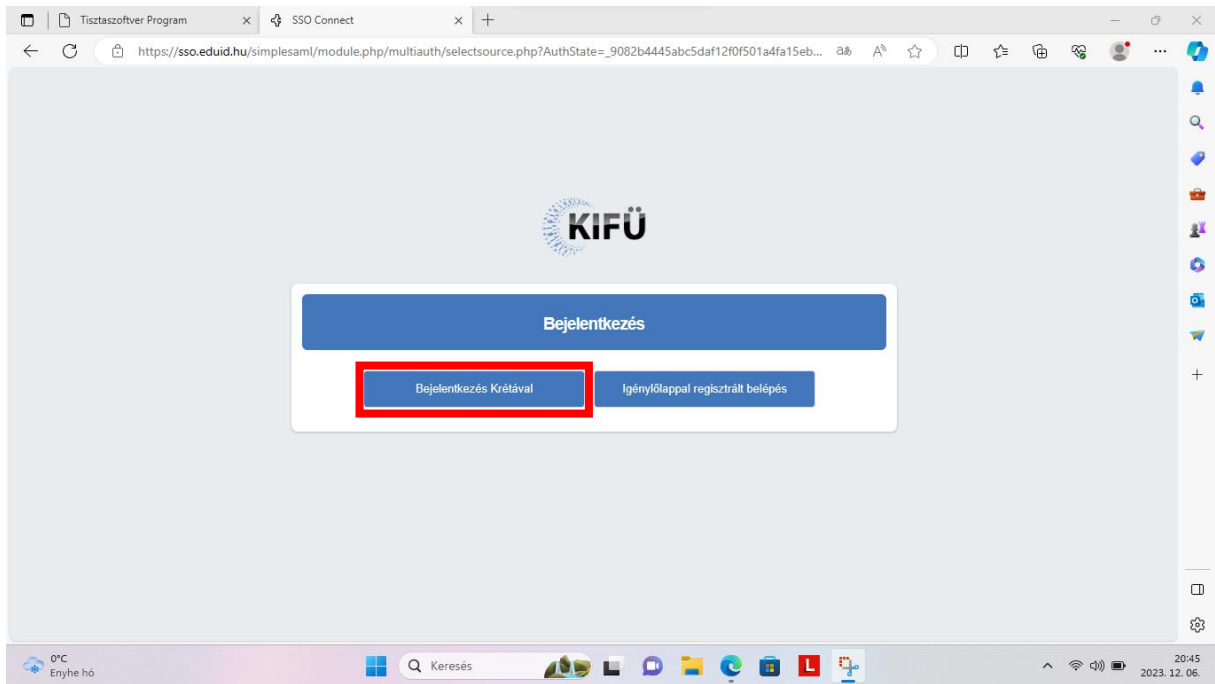 Tisztaszoftver Program
SSO Connect
https://sso.eduid.hu/simplesaml/module.php/multiauth/selectsource.php?AuthState=_9082b4445abc5daf12f0f501a4fa15eb...
KIFÜ
Bejelentkezés
Bejelentkezés Krétával
Igénylőlappal regisztrált belépés
0°C
Enyhe hó
Keresés
L
20:45
2023. 12. 06.